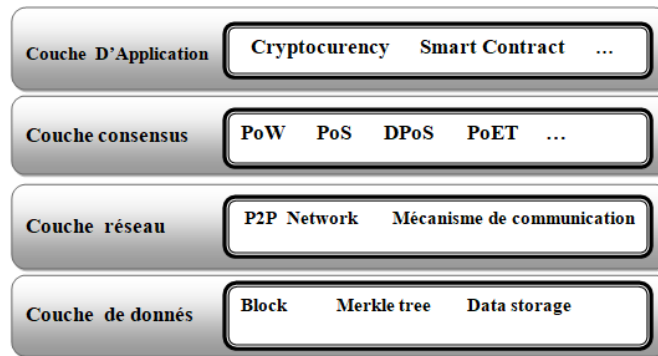 Couche D'Application
Cryptocurency Smart Contract ...
Couche consensus
PoW PoS DPoS PoET ...
Couche réseau
P2P Network Mécanisme de communication
Couche de donnés
Block Merkle tree Data storage